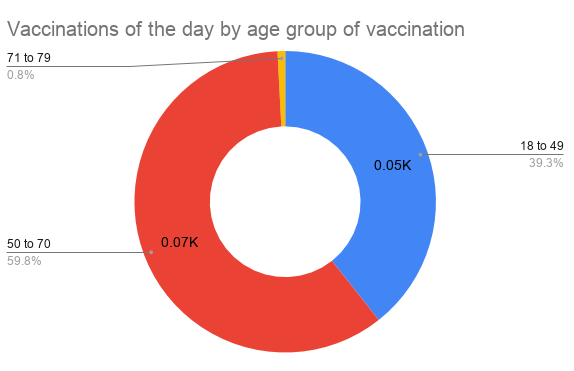 Vaccinations of the day by age group of vaccination
71 to 79
0.8%
18 to 49
39.3%
0.05K
50 to 70
59.8%
0.07K